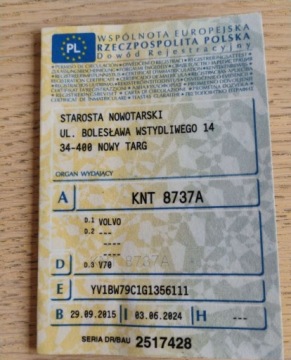 PL
WSPÓLNOTA EUROPEJSKA
RZECZPOSPOLITA POLSKA
Dowód Rejestracyjny
STAROSTA NOWOTARSKI
UL. BOLESŁAWA WSTYDLIWEGO 14
34-400 NOWY TARG
ORGAN WYDAJĄCY
A KNT 8737A
D.1 VOLVO
D.2 ---
----
----
D D.3 V70 8737A
E YV1BW79C1G1356111
B 29.09.2015 I 03.06.2024 H ---
SERIA DR/BAU 2517428